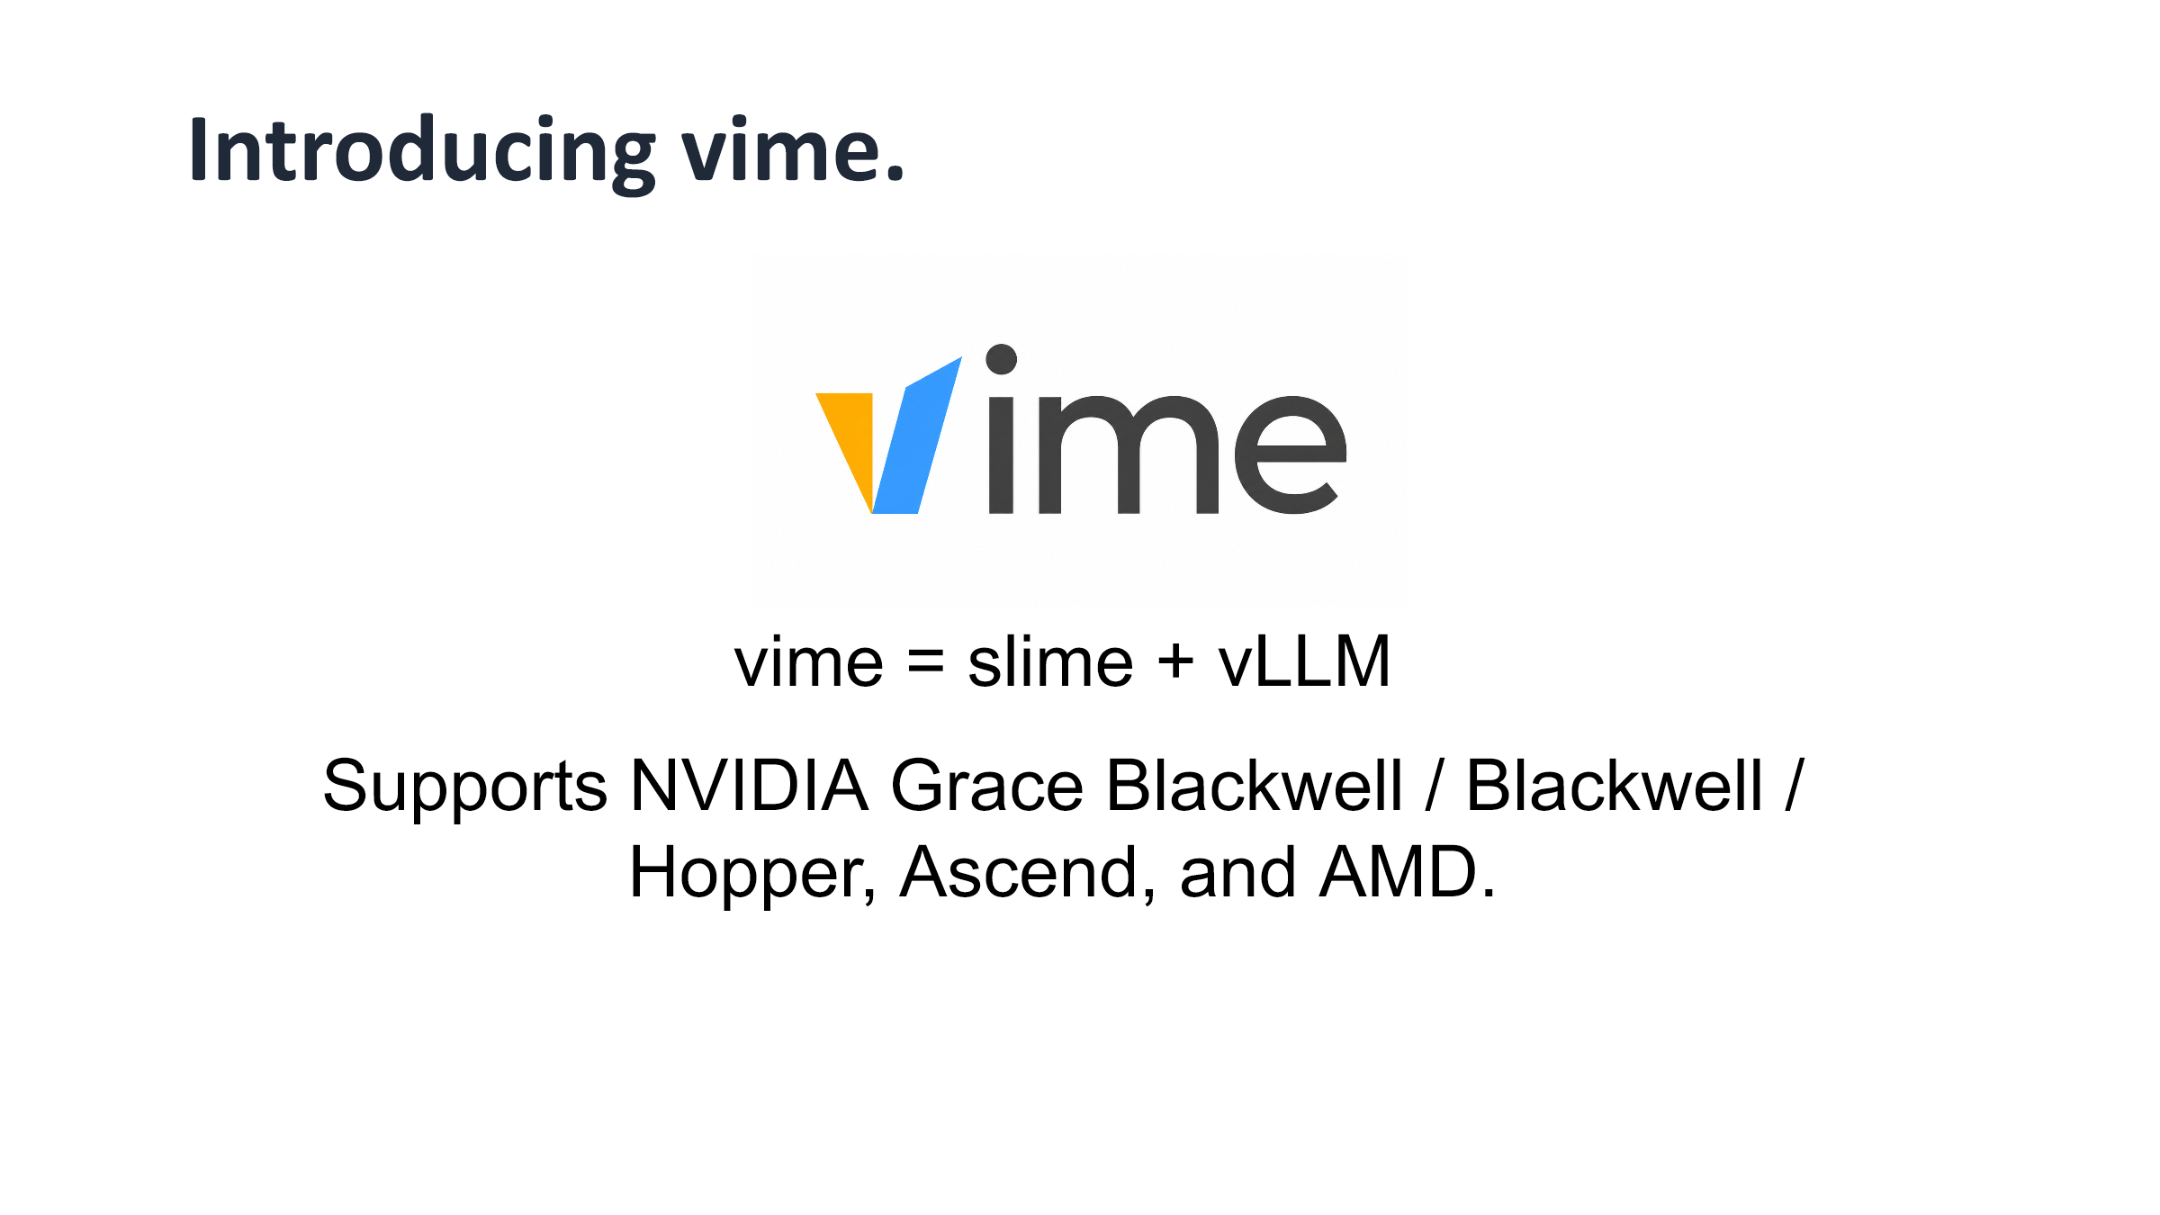 Introducing vime.
vime
vime = slime + vLLM
Supports NVIDIA Grace Blackwell / Blackwell /
Hopper, Ascend, and AMD.